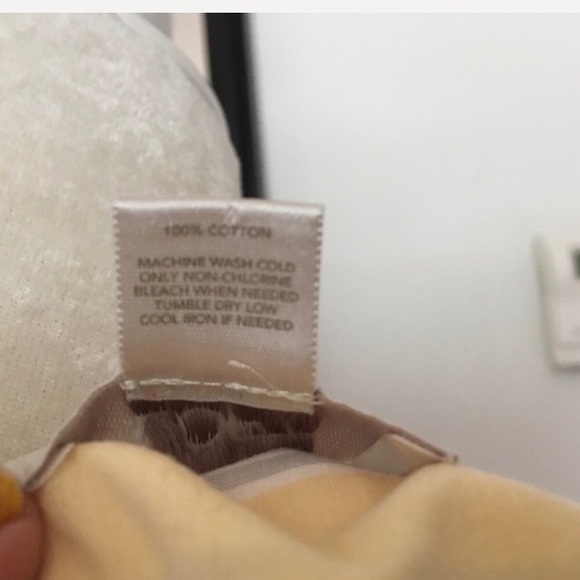 100% COTTON
MACHINE WASH COLD
ONLY NON-CHLORINE
BLEACH WHEN NEEDED
TUMBLE DRY LOW
COOL IRON IF NEEDED